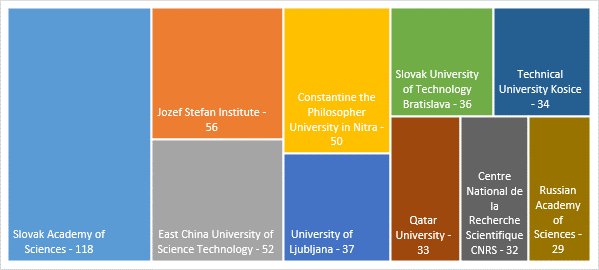 Slovak Academy of
Sciences - 118
Jozef Stefan Institute -
56
East China University of
Science Technology - 52
Constantine the
Philosopher
University in Nitra -
50
University of
Ljubljana - 37
Slovak University
of Technology
Bratislava - 36
Technical
University Kosice
- 34
Qatar
University -
33
Centre
National de
la
Recherche
Scientifique
CNRS - 32
Russian
Academy
of
Sciences -
29